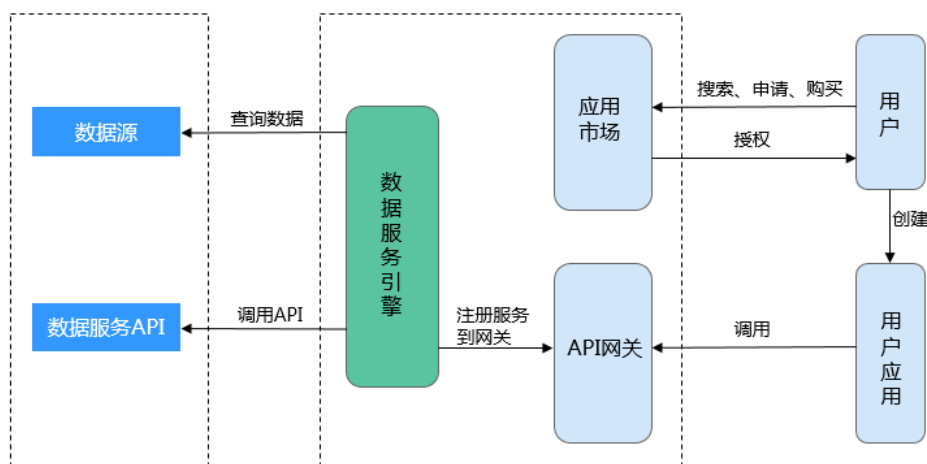 搜索、申请、购买
应用
市场
用
户
数据源
查询数据
授权
数
据
服
务
引
擎
创建
数据服务API
调用API
注册服务
到网关
API网关
调用
用
户
应
用